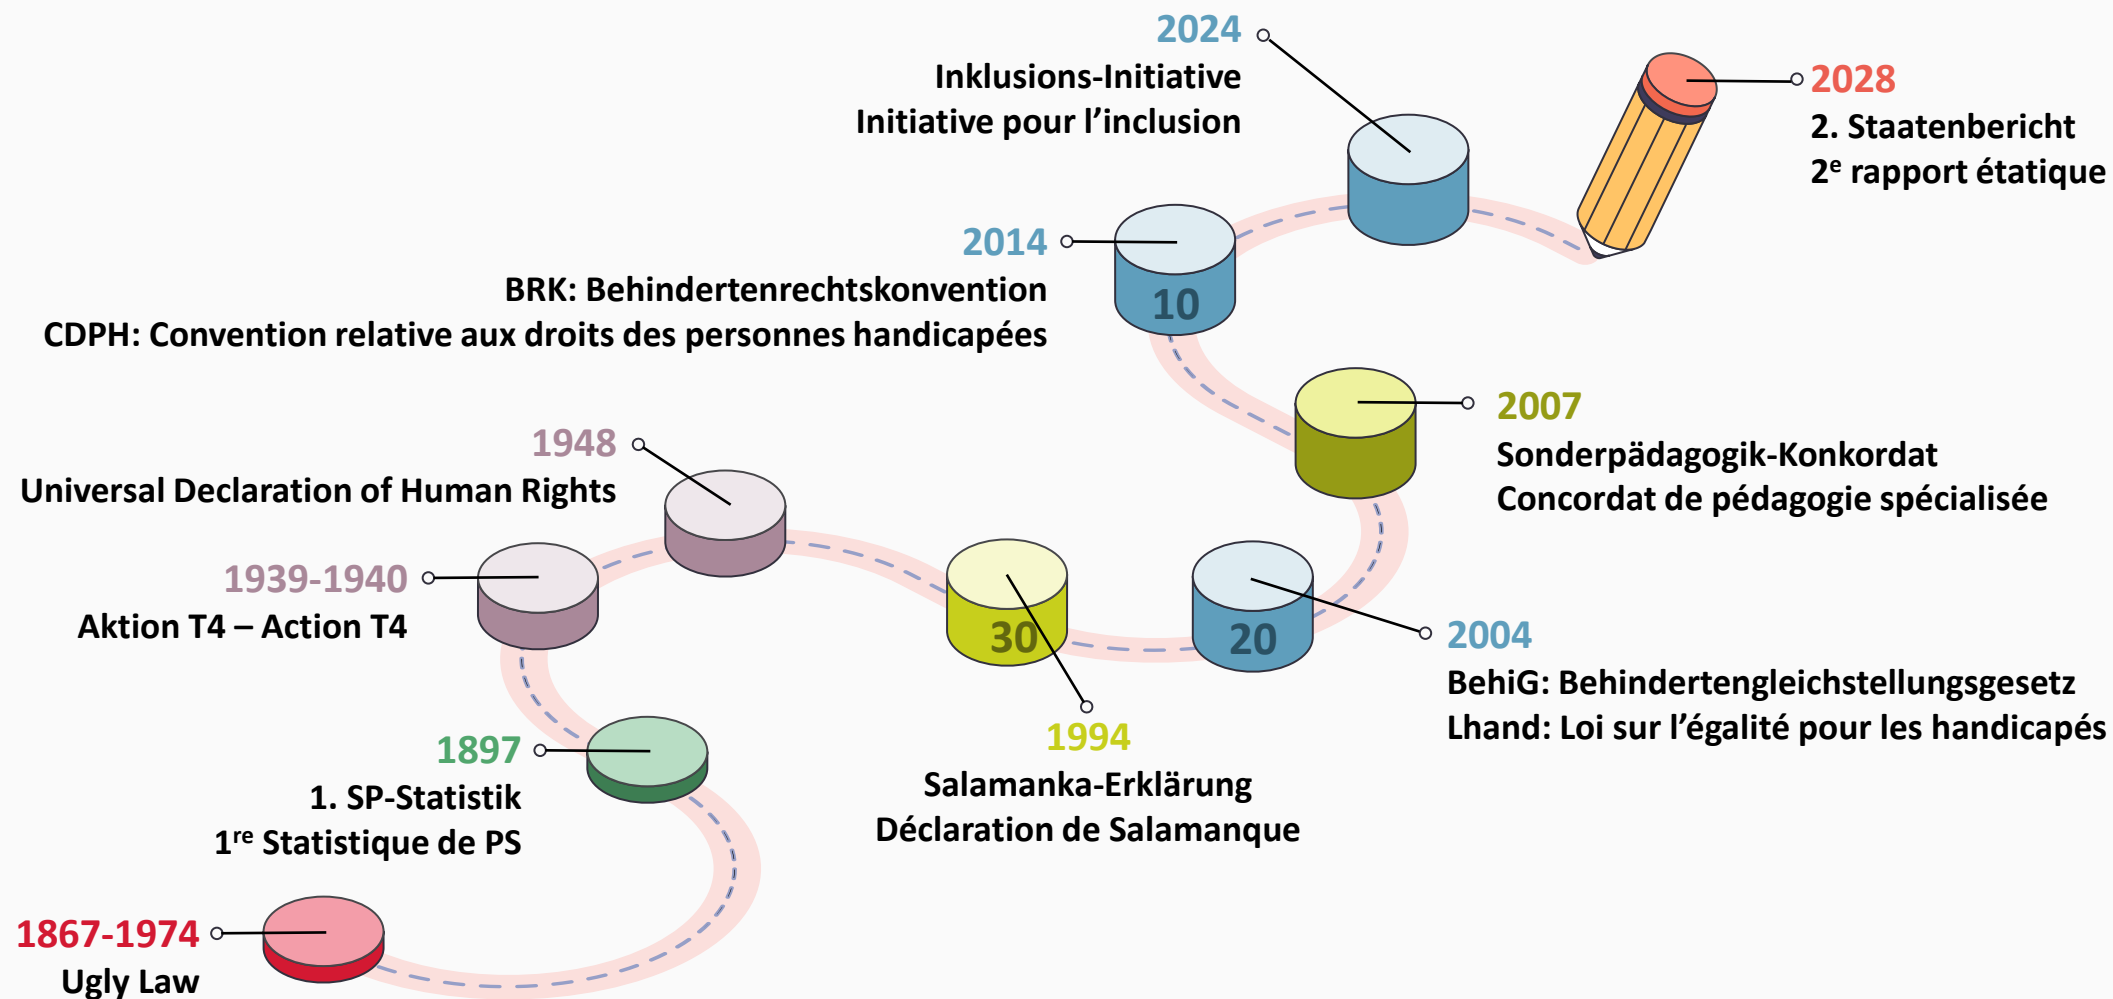 2024
Inklusions-Initiative
Initiative pour l’inclusion
2028
2. Staatenbericht
2e rapport étatique
2014
BRK: Behindertenrechtskonvention
CDPH: Convention relative aux droits des personnes handicapées
10
2007
Sonderpädagogik-Konkordat
Concordat de pédagogie spécialisée
1948
Universal Declaration of Human Rights
1939-1940
Aktion T4 – Action T4
30
20
2004
BehiG: Behindertengleichstellungsgesetz
Lhand: Loi sur l’égalité pour les handicapés
1994
Salamanka-Erklärung
Déclaration de Salamanque
1897
1. SP-Statistik
1re Statistique de PS
1867-1974
Ugly Law